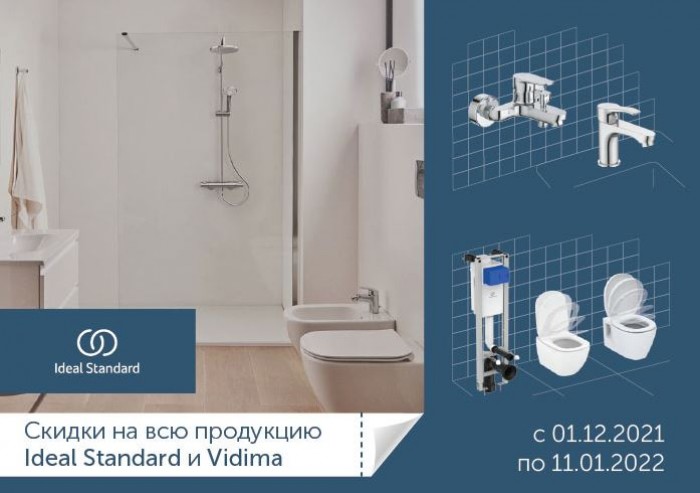 Ideal Standard
Скидки на всю продукцию
Ideal Standard и Vidima
с 01.12.2021
по 11.01.2022